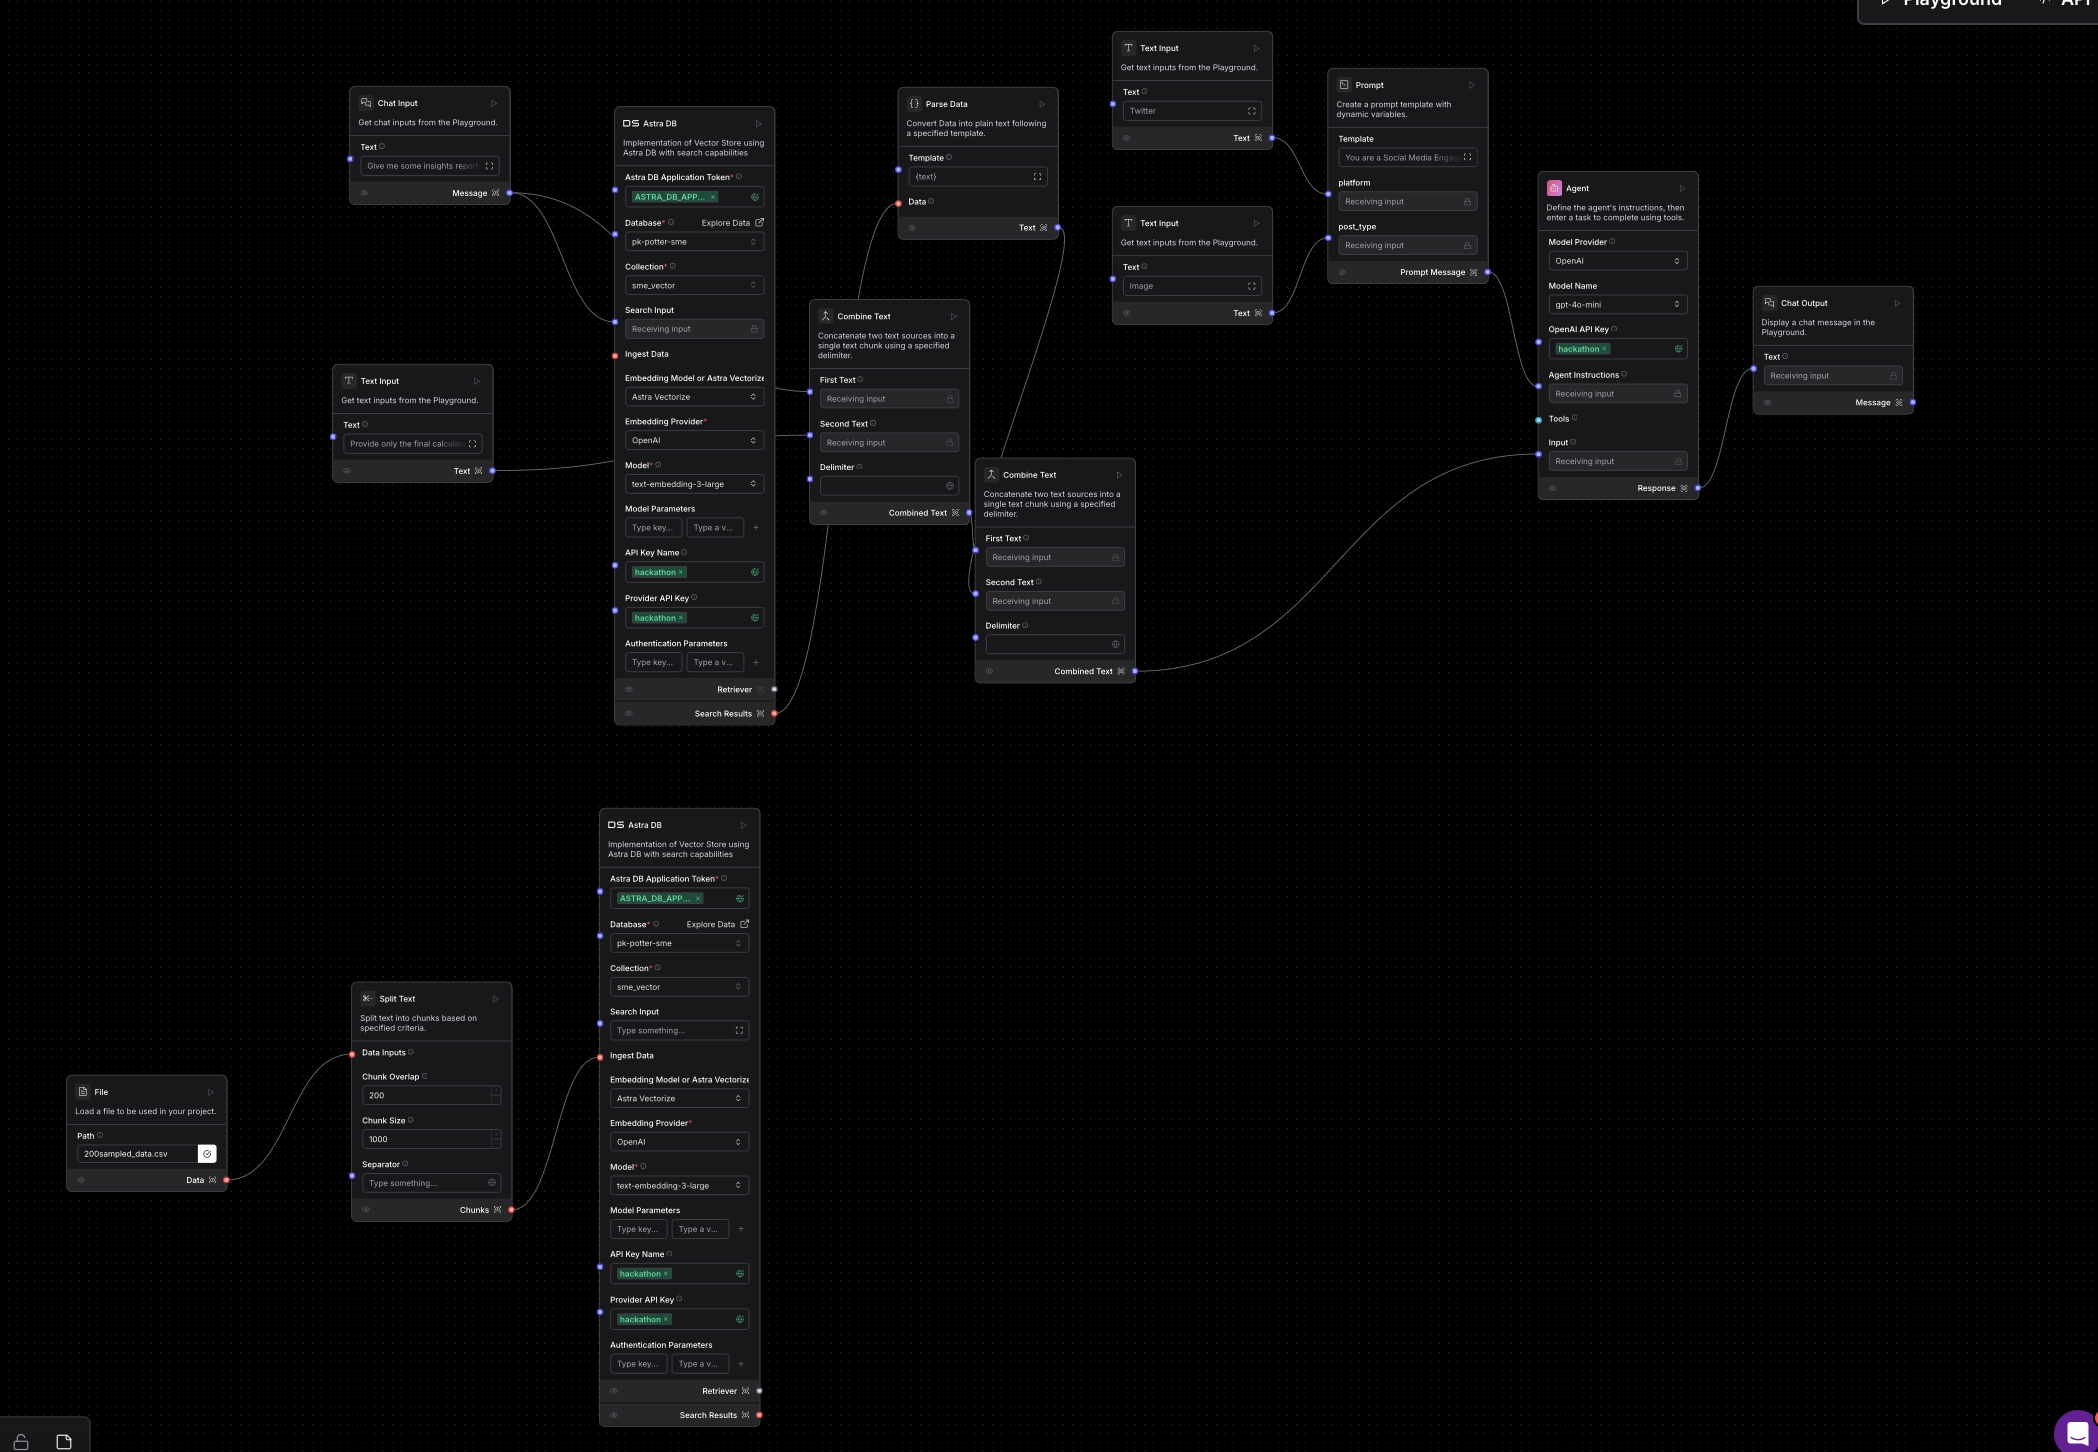 Playground
API
Chat Input
Get chat inputs from the Playground.
Text
Give me some insights report
Message
Text Input
Get text inputs from the Playground.
Text
Provide only the final calculate
Text
DS Astra DB
Implementation of Vector Store using
Astra DB with search capabilities
Astra DB Application Token*
ASTRA_DB_APP... ×
Database*
Explore Data
pk-potter-sme
Collection*
sme_vector
Search Input
Receiving input
Ingest Data
Embedding Model or Astra Vectorize
Astra Vectorize
Embedding Provider*
OpenAI
Model*
text-embedding-3-large
Model Parameters
Type key...
Type a v...
+
API Key Name
hackathon ×
Provider API Key
hackathon ×
Authentication Parameters
Type key...
Type a v...
+
Retriever
Search Results
Combine Text
Concatenate two text sources into a
single text chunk using a specified
delimiter.
First Text
Receiving input
Second Text
Receiving input
Delimiter
Combined Text
Parse Data
Convert Data into plain text following
a specified template.
Template
{text}
Data
Text
Combine Text
Concatenate two text sources into a
single text chunk using a specified
delimiter.
First Text
Receiving input
Second Text
Receiving input
Delimiter
Combined Text
Text Input
Get text inputs from the Playground.
Text
Twitter
Text
Text Input
Get text inputs from the Playground.
Text
Image
Text
Prompt
Create a prompt template with
dynamic variables.
Template
You are a Social Media Engag
platform
Receiving input
post_type
Receiving input
Prompt Message
Agent
Define the agent's instructions, then
enter a task to complete using tools.
Model Provider
OpenAI
Model Name
gpt-4o-mini
OpenAI API Key
hackathon ×
Agent Instructions
Receiving input
Tools
Input
Receiving input
Response
Chat Output
Display a chat message in the
Playground.
Text
Receiving input
Message
File
Load a file to be used in your project.
Path
200sampled_data.csv
Data
Split Text
Split text into chunks based on
specified criteria.
Data Inputs
Chunk Overlap
200
Chunk Size
1000
Separator
Type something...
Chunks
DS Astra DB
Implementation of Vector Store using
Astra DB with search capabilities
Astra DB Application Token*
ASTRA_DB_APP... ×
Database*
Explore Data
pk-potter-sme
Collection*
sme_vector
Search Input
Type something...
Ingest Data
Embedding Model or Astra Vectorize
Astra Vectorize
Embedding Provider*
OpenAI
Model*
text-embedding-3-large
Model Parameters
Type key...
Type a v...
+
API Key Name
hackathon ×
Provider API Key
hackathon ×
Authentication Parameters
Type key...
Type a v...
+
Retriever
Search Results